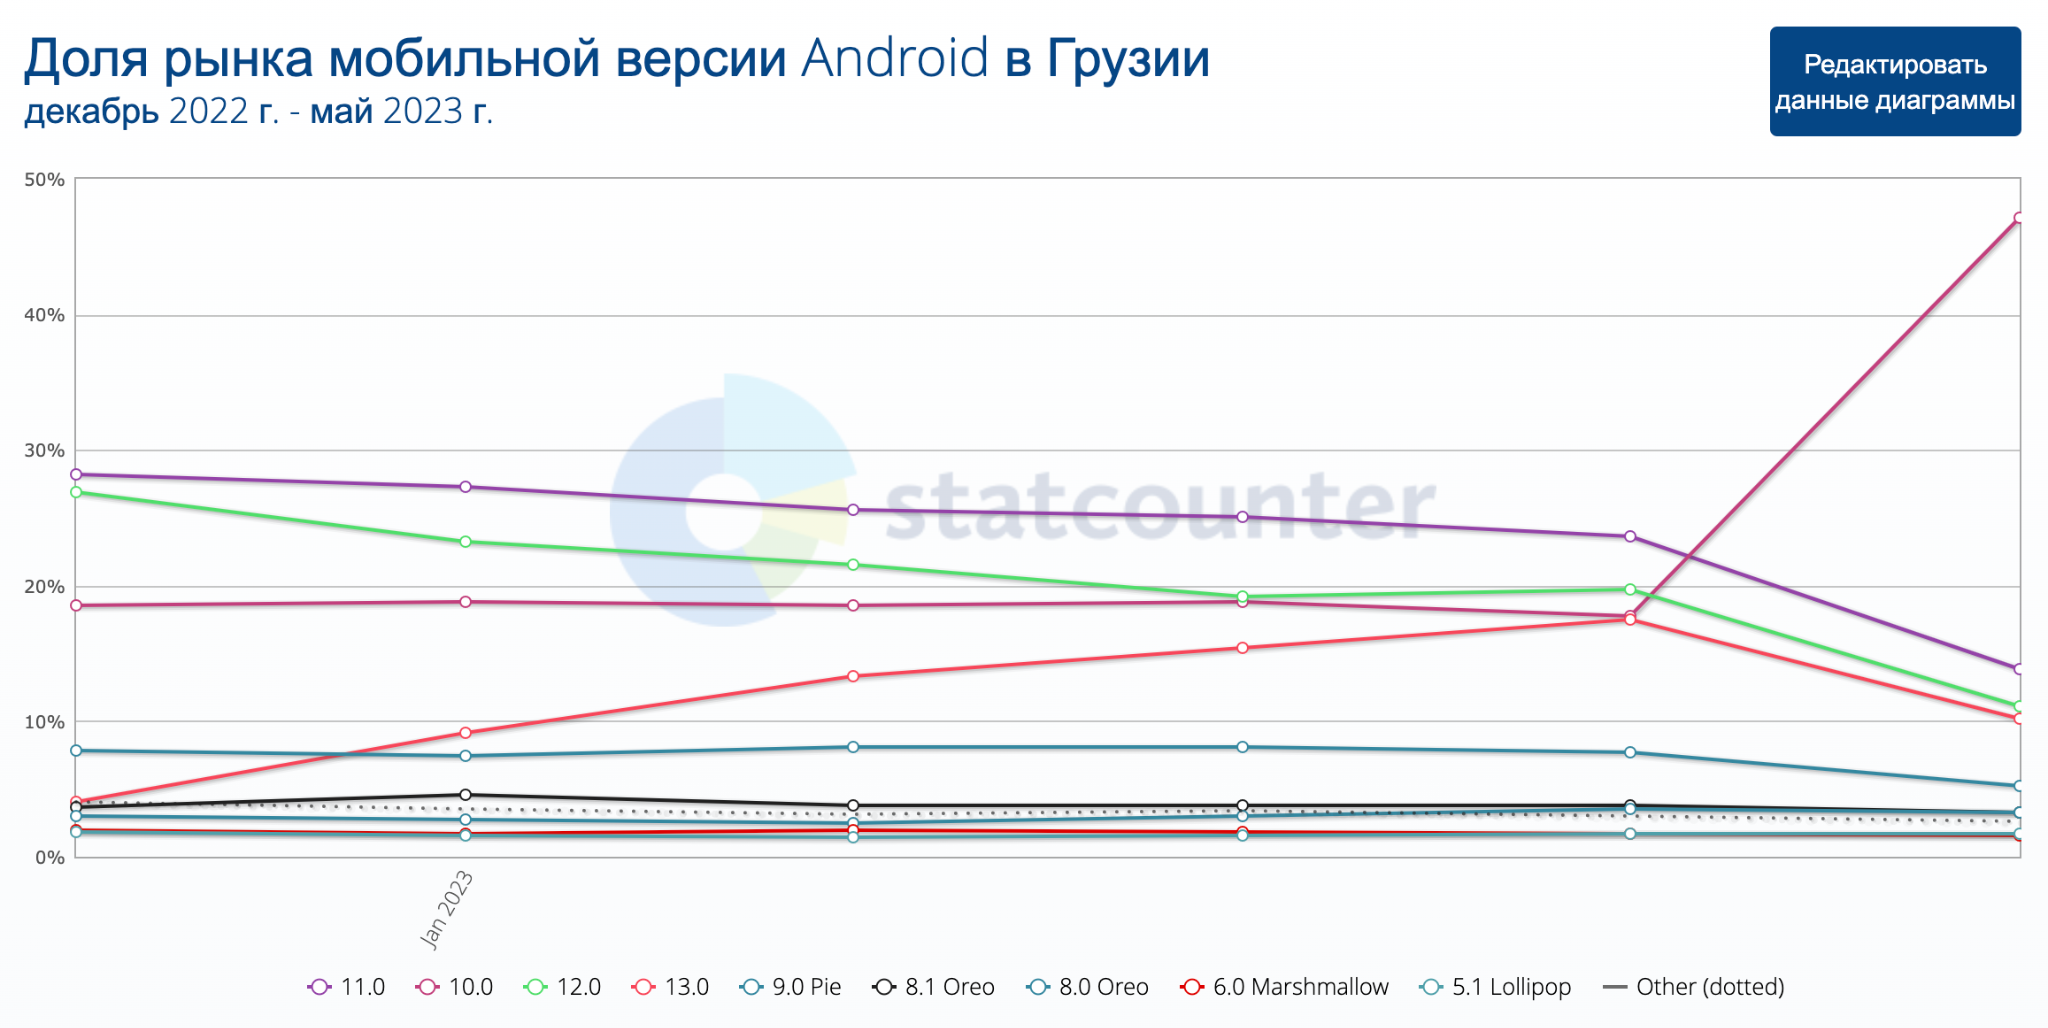 Доля рынка мобильной версии Android в Грузии
декабрь 2022 г. - май 2023 г.
Редактировать
данные диаграммы
50%
40%
30%
20%
10%
0%
statcounter
Jan 2023
11.0 10.0 12.0 13.0 9.0 Pie 8.1 Oreo 8.0 Oreo 6.0 Marshmallow 5.1 Lollipop Other (dotted)